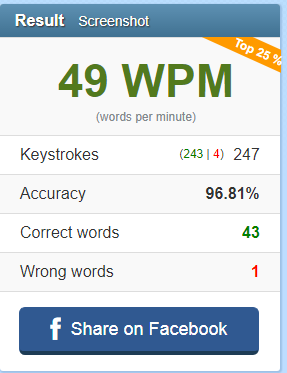 Result Screenshot
Top 25 %
49 WPM
(words per minute)
Keystrokes (243 | 4) 247
Accuracy 96.81%
Correct words 43
Wrong words 1
f Share on Facebook